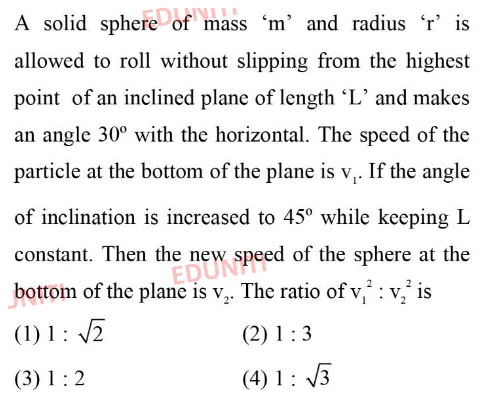 EDUNITI
A solid sphere of mass ‘m’ and radius ‘r’ is
allowed to roll without slipping from the highest
point of an inclined plane of length ‘L’ and makes
an angle 30º with the horizontal. The speed of the
particle at the bottom of the plane is v₁. If the angle
of inclination is increased to 45º while keeping L
constant. Then the new speed of the sphere at the
EDUNITI
bottom of the plane is v₂. The ratio of v₁² : v₂² is
UNITI
(1) 1 : √2 (2) 1 : 3
(3) 1 : 2 (4) 1 : √3